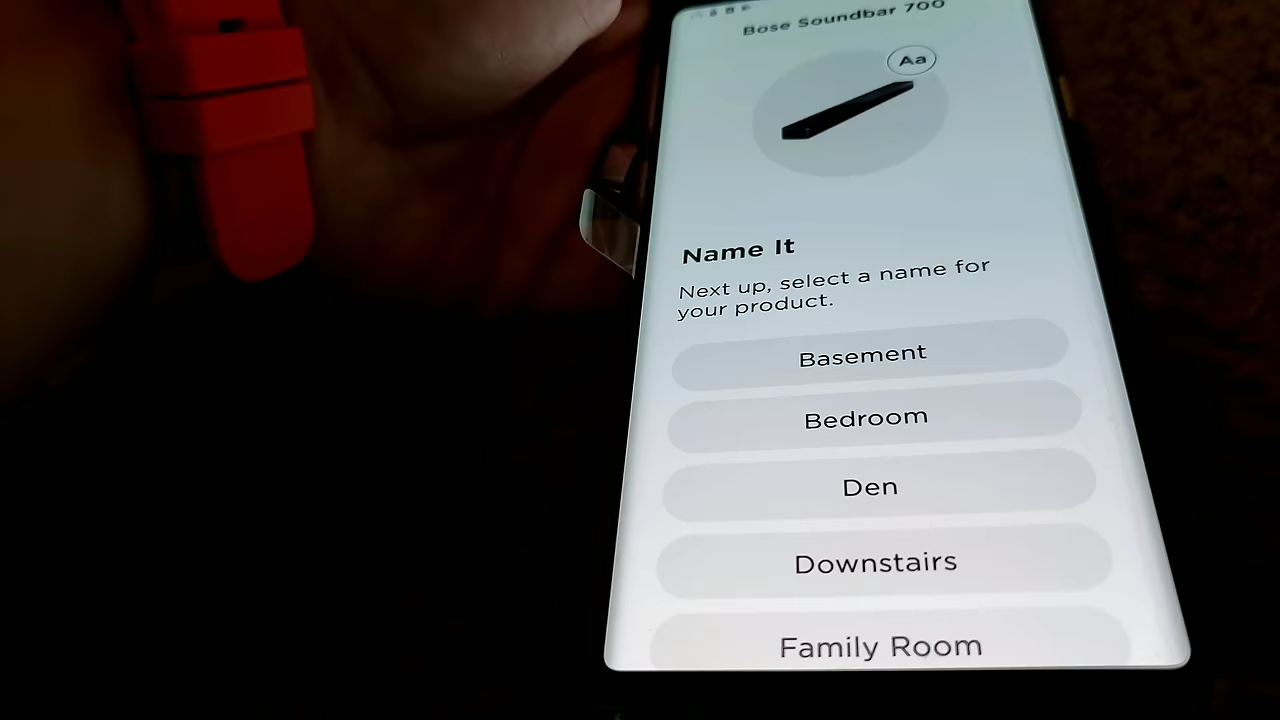 Bose Soundbar 700
Aa
Name It
Next up, select a name for
your product.
Basement
Bedroom
Den
Downstairs
Family Room